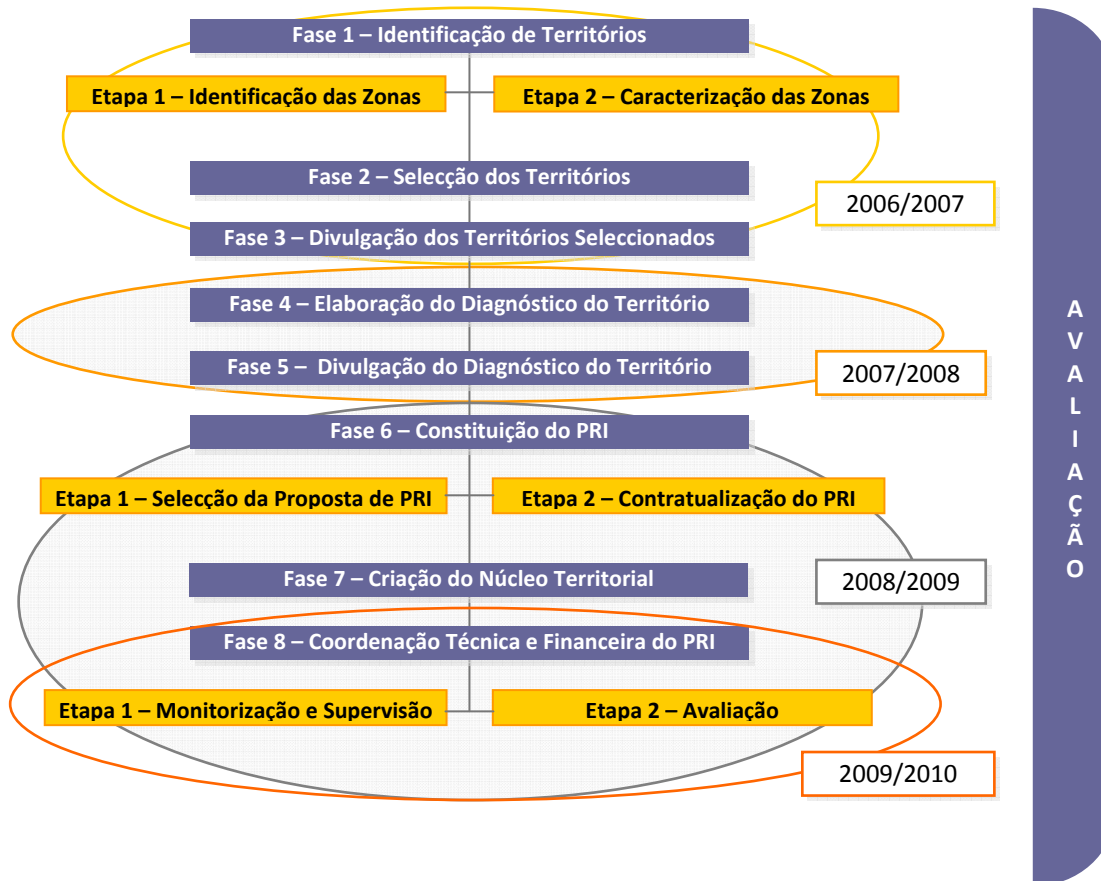 Fase 1 – Identificação de Territórios
Etapa 1 – Identificação das Zonas
Etapa 2 – Caracterização das Zonas
Fase 2 – Selecção dos Territórios
2006/2007
Fase 3 – Divulgação dos Territórios Seleccionados
Fase 4 – Elaboração do Diagnóstico do Território
Fase 5 – Divulgação do Diagnóstico do Território
2007/2008
Fase 6 – Constituição do PRI
Etapa 1 – Selecção da Proposta de PRI
Etapa 2 – Contratualização do PRI
Fase 7 – Criação do Núcleo Territorial
2008/2009
Fase 8 – Coordenação Técnica e Financeira do PRI
Etapa 1 – Monitorização e Supervisão
Etapa 2 – Avaliação
2009/2010
AVALIAÇÃO